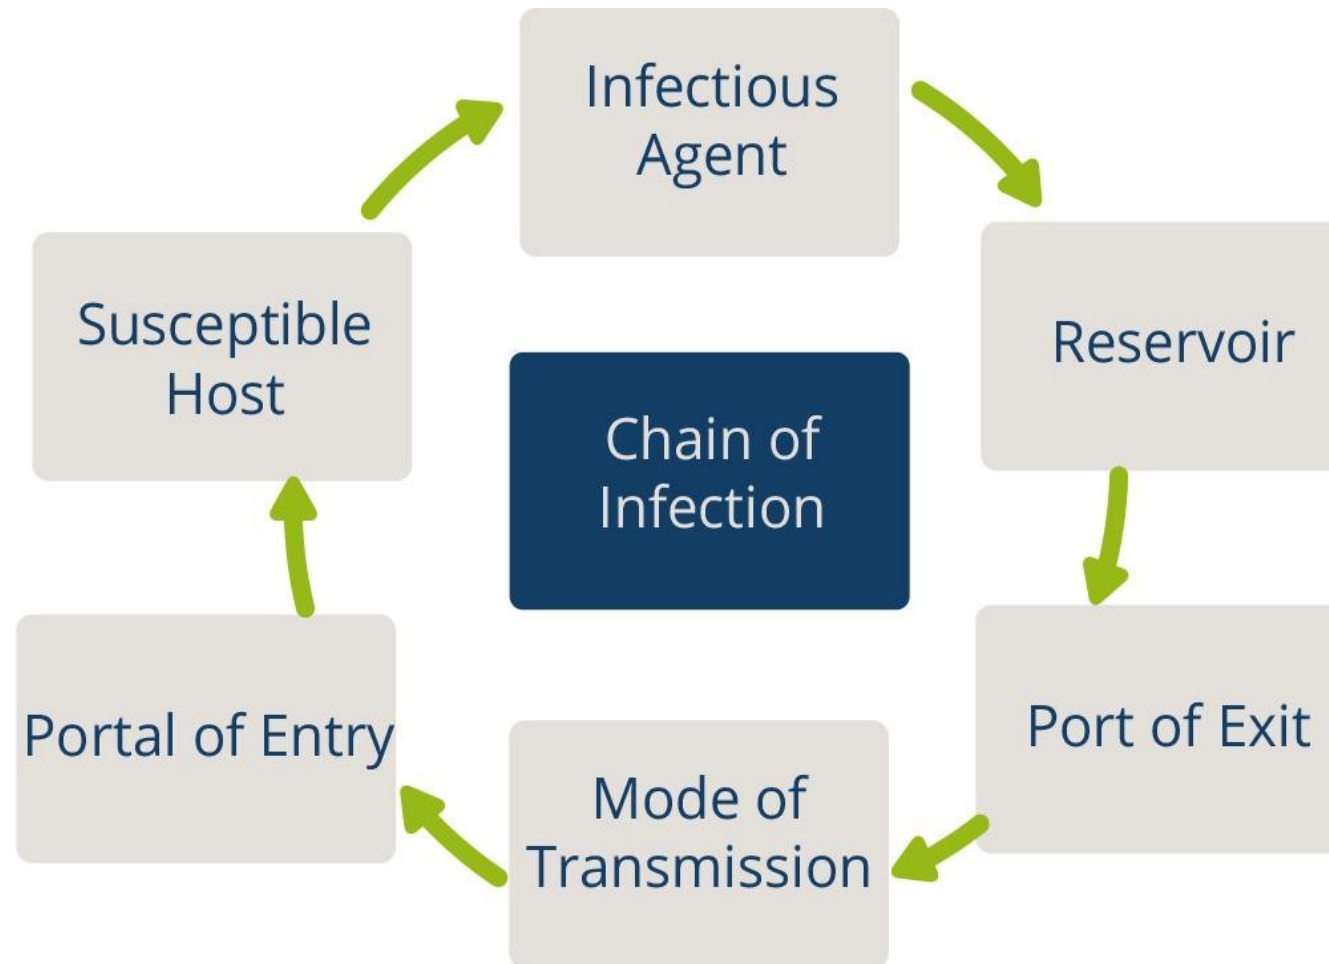 Infectious
Agent
Reservoir
Port of Exit
Mode of
Transmission
Portal of Entry
Susceptible
Host
Chain of
Infection